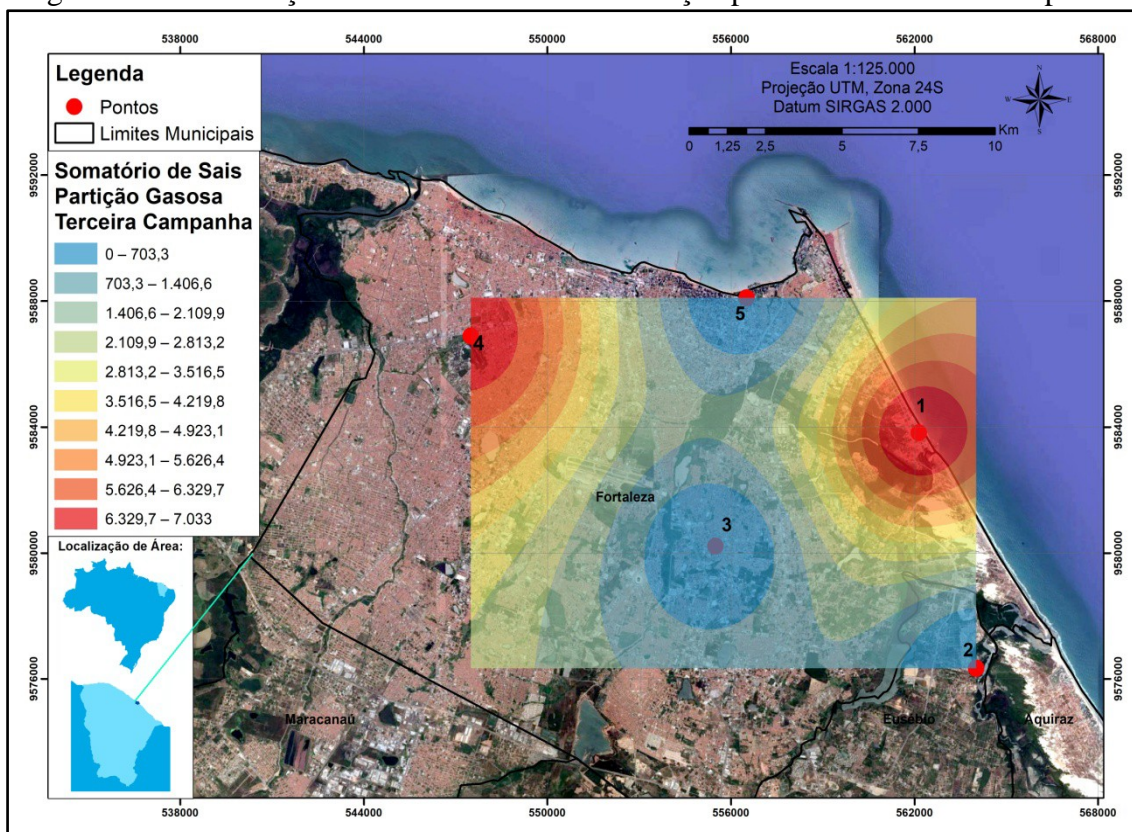 538000
544000
550000
556000
562000
568000
Legenda
Pontos
Limites Municipais
Somatório de Sais
Partição Gasosa
Terceira Campanha
0 – 703,3
703,3 – 1.406,6
1.406,6 – 2.109,9
2.109,9 – 2.813,2
2.813,2 – 3.516,5
3.516,5 – 4.219,8
4.219,8 – 4.923,1
4.923,1 – 5.626,4
5.626,4 – 6.329,7
6.329,7 – 7.033
Localização de Área:
Escala 1:125.000
Projeção UTM, Zona 24S
Datum SIRGAS 2.000
Km
0 1,25 2,5 5 7,5 10
N
W E
S
9592000
9588000
9584000
9580000
9576000
9592000
9588000
9584000
9580000
9576000
5
4
1
Fortaleza
3
2
Maracanaú
Eusébio
Aquiraz
538000
544000
550000
556000
562000
568000